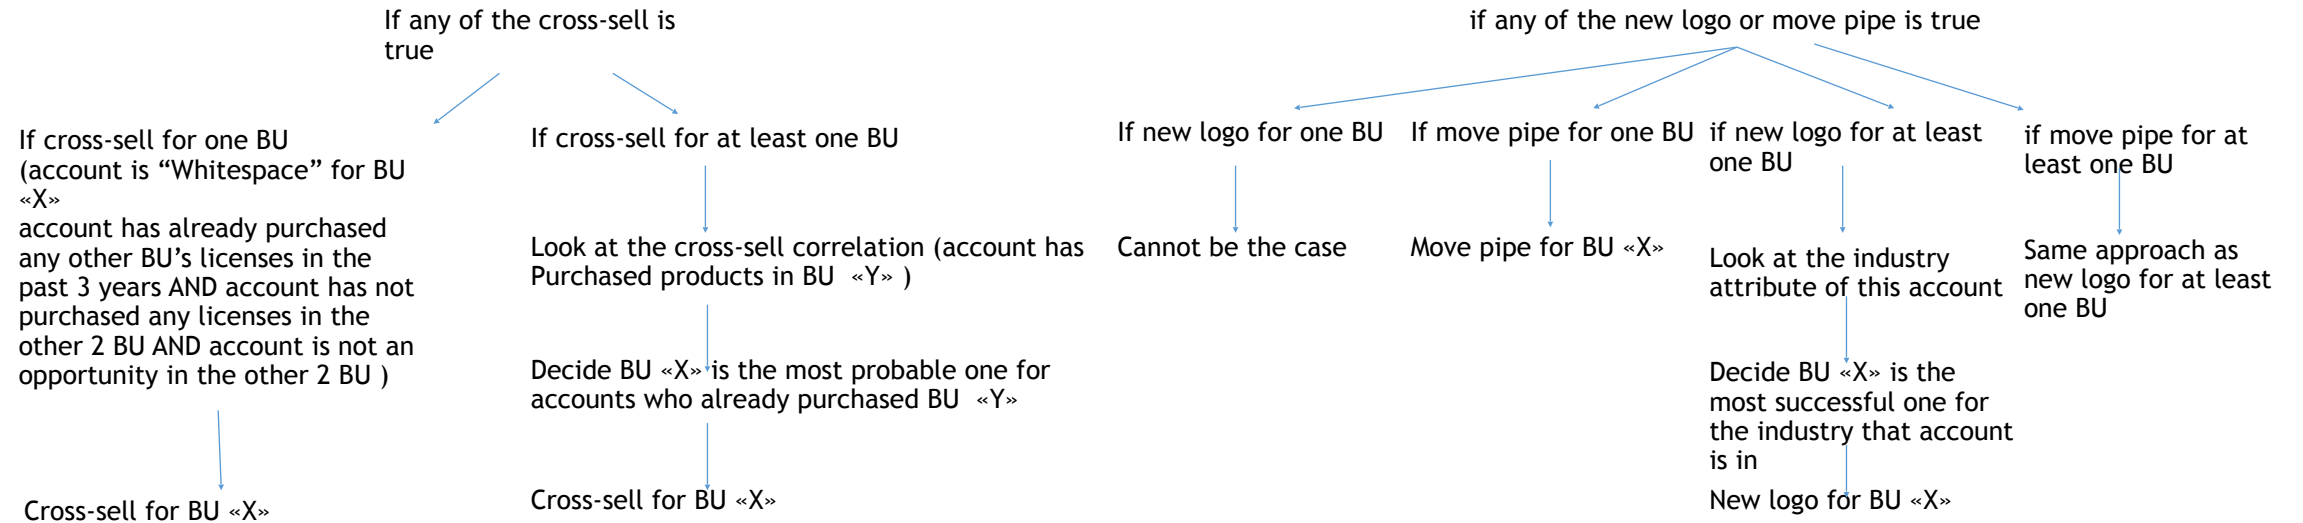 If any of the cross-sell is
true
if any of the new logo or move pipe is true
If cross-sell for one BU
(account is “Whitespace” for BU
«X»
account has already purchased
any other BU’s licenses in the
past 3 years AND account has not
purchased any licenses in the
other 2 BU AND account is not an
opportunity in the other 2 BU )
Cross-sell for BU «X»
If cross-sell for at least one BU
Look at the cross-sell correlation (account has
Purchased products in BU «Y» )
Decide BU «X» is the most probable one for
accounts who already purchased BU «Y»
Cross-sell for BU «X»
If new logo for one BU
Cannot be the case
If move pipe for one BU
Move pipe for BU «X»
if new logo for at least
one BU
Look at the industry
attribute of this account
Decide BU «X» is the
most successful one for
the industry that account
is in
New logo for BU «X»
if move pipe for at
least one BU
Same approach as
new logo for at least
one BU